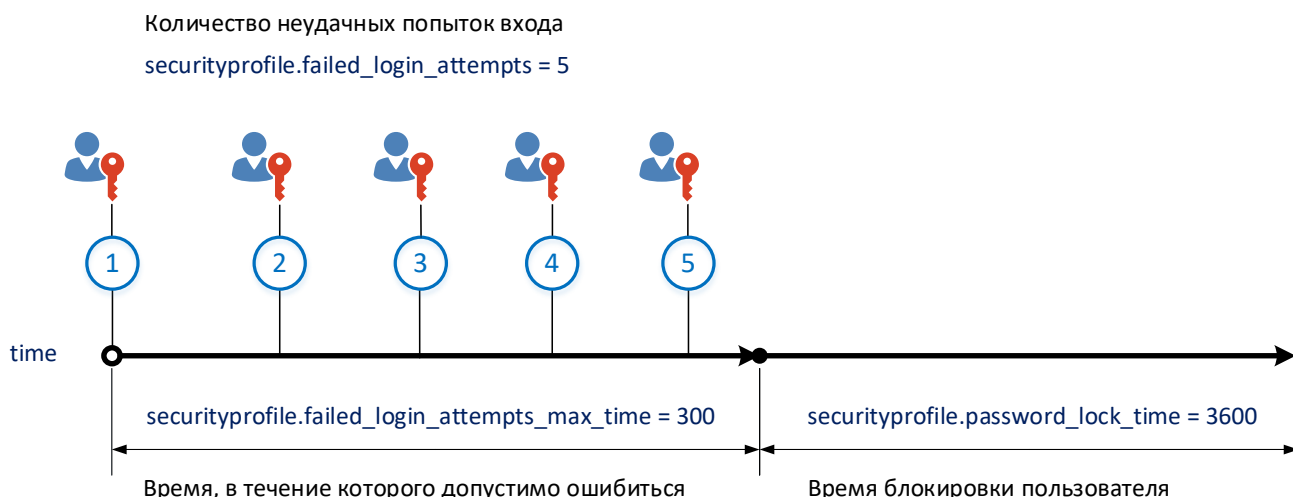 Количество неудачных попыток входа
securityprofile.failed_login_attempts = 5
1 2 3 4 5
time
securityprofile.failed_login_attempts_max_time = 300 securityprofile.password_lock_time = 3600
Время, в течение которого допустимо ошибиться Время блокировки пользователя